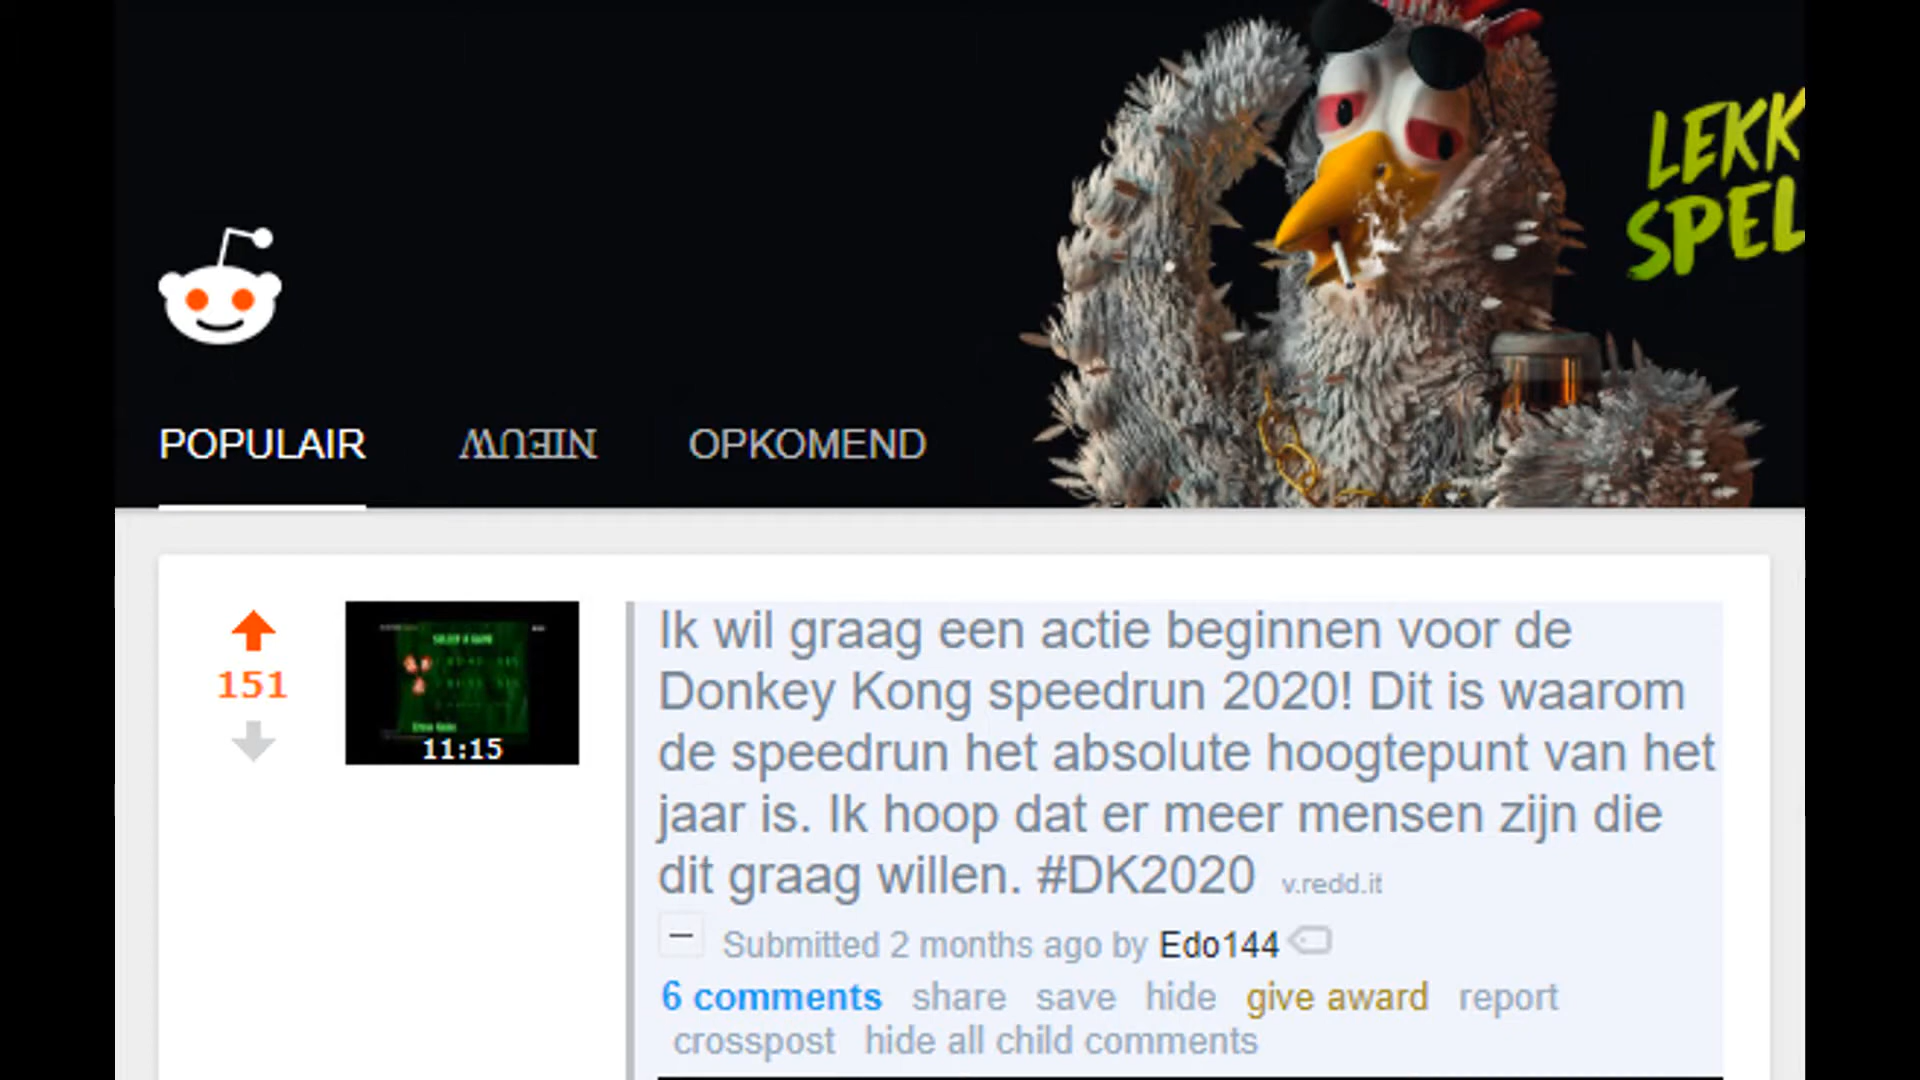 LEKK
SPEL
POPULAIR NIEUW OPKOMEND
151
11:15
Ik wil graag een actie beginnen voor de
Donkey Kong speedrun 2020! Dit is waarom
de speedrun het absolute hoogtepunt van het
jaar is. Ik hoop dat er meer mensen zijn die
dit graag willen. #DK2020 v.redd.it
Submitted 2 months ago by Edo144
6 comments share save hide give award report
crosspost hide all child comments